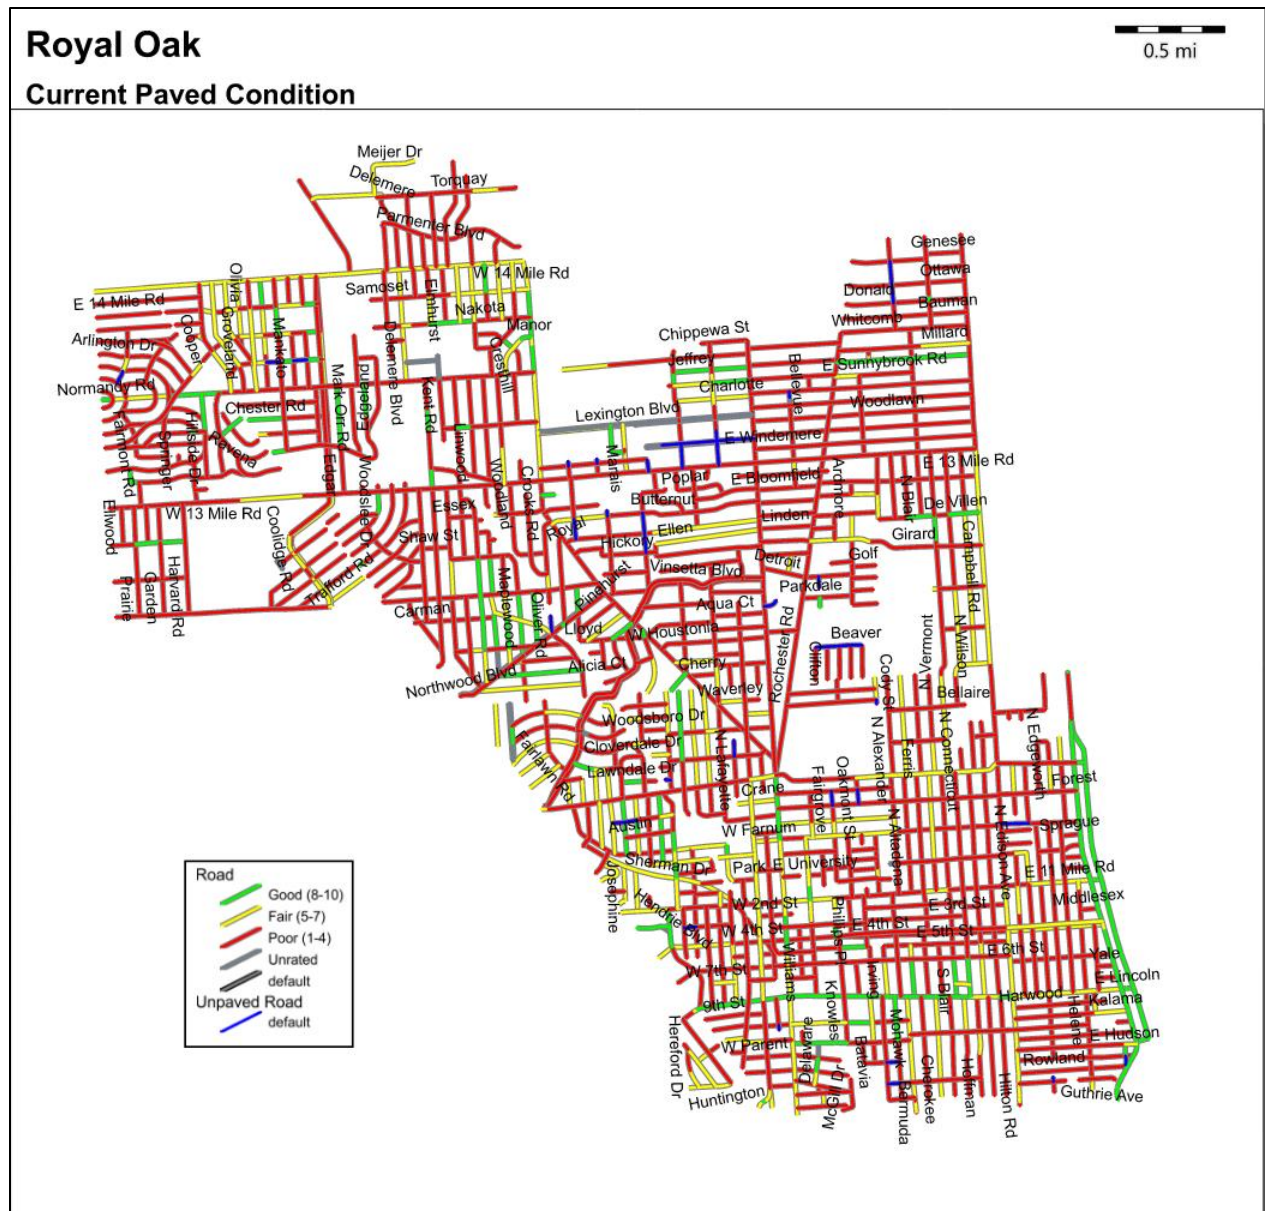 Royal Oak
0.5 mi
Current Paved Condition
Meijer Dr
Delemere
Torquay
Parmenter Blvd
Genesee
Ottawa
Olivia
W 14 Mile Rd
Samoset
Elmhurst
Donald
Bauman
E 14 Mile Rd
Nakota
Groveland
Cooper
Mankato
Delemere Blvd
Manor
Whitcomb
Millard
Chippewa St
Arlington Dr
Cresthill
Jeffrey
E Sunnybrook Rd
Normandy Rd
Mark Orr Rd
Edgeland
Kent Rd
Charlotte
Bellevue
Woodlawn
Chester Rd
Lexington Blvd
Fairmont Rd
Hillside Dr
Springer
Ravena
Linwood
E Windemere
Marais
Edgar
Woodslee Dr
Woodland
Crooks Rd
Poplar
E Bloomfield
Ardmore
E 13 Mile Rd
N Blair
De Villen
Butternut
Essex
W 13 Mile Rd
Ellwood
Coolidge Rd
Shaw St
Royal
Hickory
Ellen
Linden
Girard
Campbell Rd
Golf
Detroit
Vinsetta Blvd
Prairie
Garden
Harvard Rd
Trafford Rd
Maplewood
Pinehurst
Parkdale
Carman
Oliver Rd
Lloyd
Aqua Ct
W Houstonia
Rochester Rd
Beaver
Clifton
N Vermont
N Wilson
Northwood Blvd
Alicia Ct
Cherry
Waverley
Cody St
Bellaire
Woodsboro Dr
Cloverdale Dr
Fairlawn Rd
Lawndale Dr
N Lafayette
N Alexander
Ferris
N Connecticut
N Edgeworth
Forest
Crane
Fairgrove
Oakmont St
Austin
W Farnum
N Altadena
N Edison Ave
Sprague
Sherman Dr
Park
E University
E 11 Mile Rd
Josephine
Hendrie Blvd
W 2nd St
Phillips Pl
E 3rd St
Middlesex
W 4th St
E 4th St
E 5th St
E 6th St
Yale
W 7th St
Williams
Irving
S Blair
E Lincoln
9th St
Knowles
Harwood
Kalama
Helene
Hereford Dr
W Parent
Delaware
Batavia
Mohawk
E Hudson
Rowland
Huntington
McGill Dr
Bermuda
Cherokee
Hoffman
Hilton Rd
Guthrie Ave
Road
Good (8-10)
Fair (5-7)
Poor (1-4)
Unrated
default
Unpaved Road
default